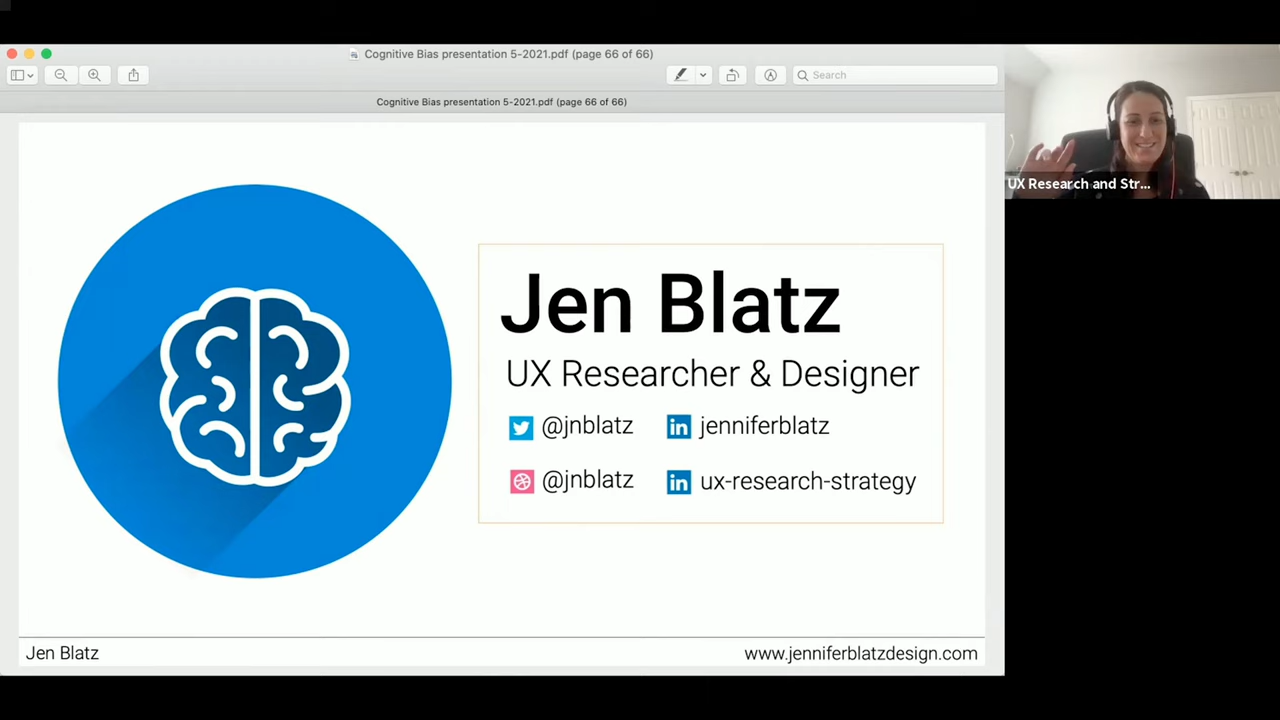 Cognitive Bias presentation 5-2021.pdf (page 66 of 66)
Search
Cognitive Bias presentation 5-2021.pdf (page 66 of 66)
UX Research and Str...
Jen Blatz
UX Researcher & Designer
@jnblatz
in jenniferblatz
@jnblatz
in ux-research-strategy
Jen Blatz
www.jenniferblatzdesign.com